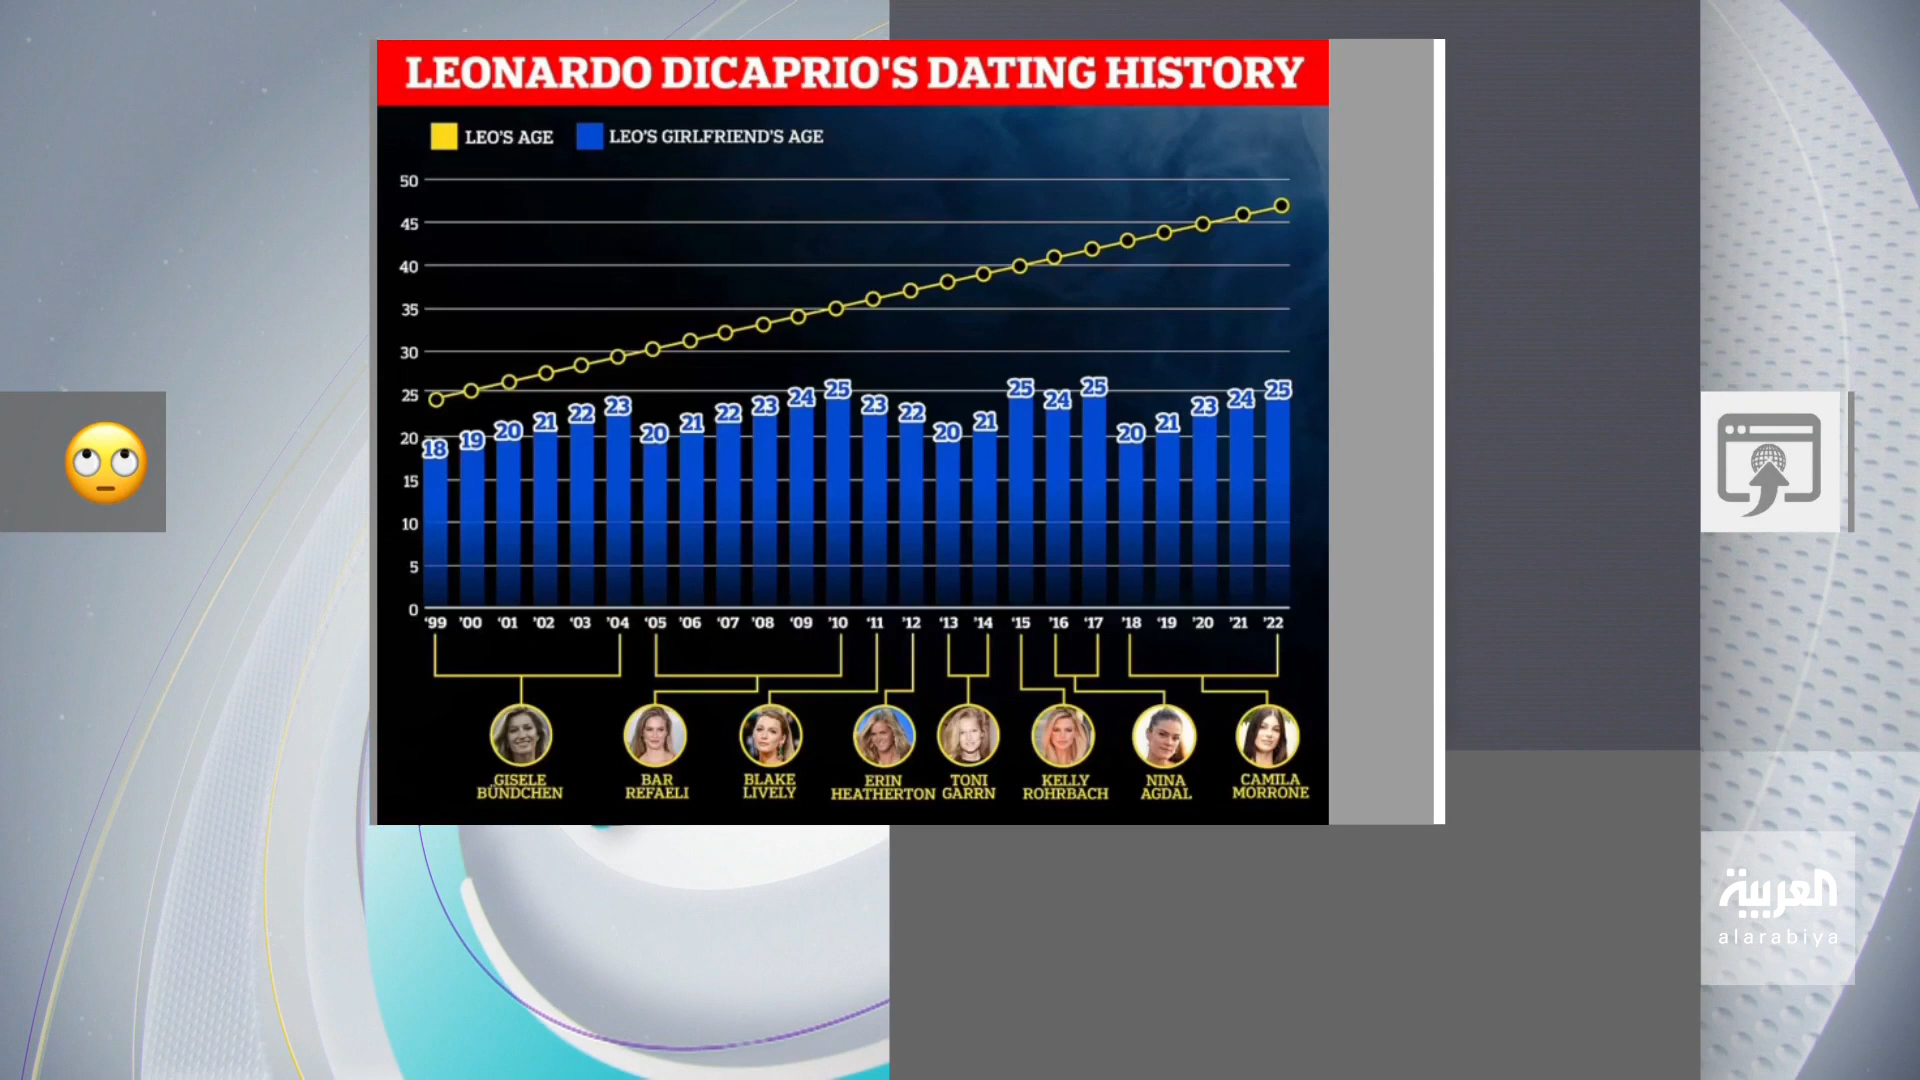 LEONARDO DICAPRIO'S DATING HISTORY
LEO'S AGE
LEO'S GIRLFRIEND'S AGE
50
45
40
35
30
25
20
15
10
5
0
18 19 20 21 22 23 20 21 22 23 24 25 23 22 20 21 25 24 25 20 21 23 24 25
'99 '00 '01 '02 '03 '04 '05 '06 '07 '08 '09 '10 '11 '12 '13 '14 '15 '16 '17 '18 '19 '20 '21 '22
GISELE
BÜNDCHEN
BAR
REFAELI
BLAKE
LIVELY
ERIN
HEATHERTON
TONI
GARRN
KELLY
ROHRBACH
NINA
AGDAL
CAMILA
MORRONE
العربية
alarabiya